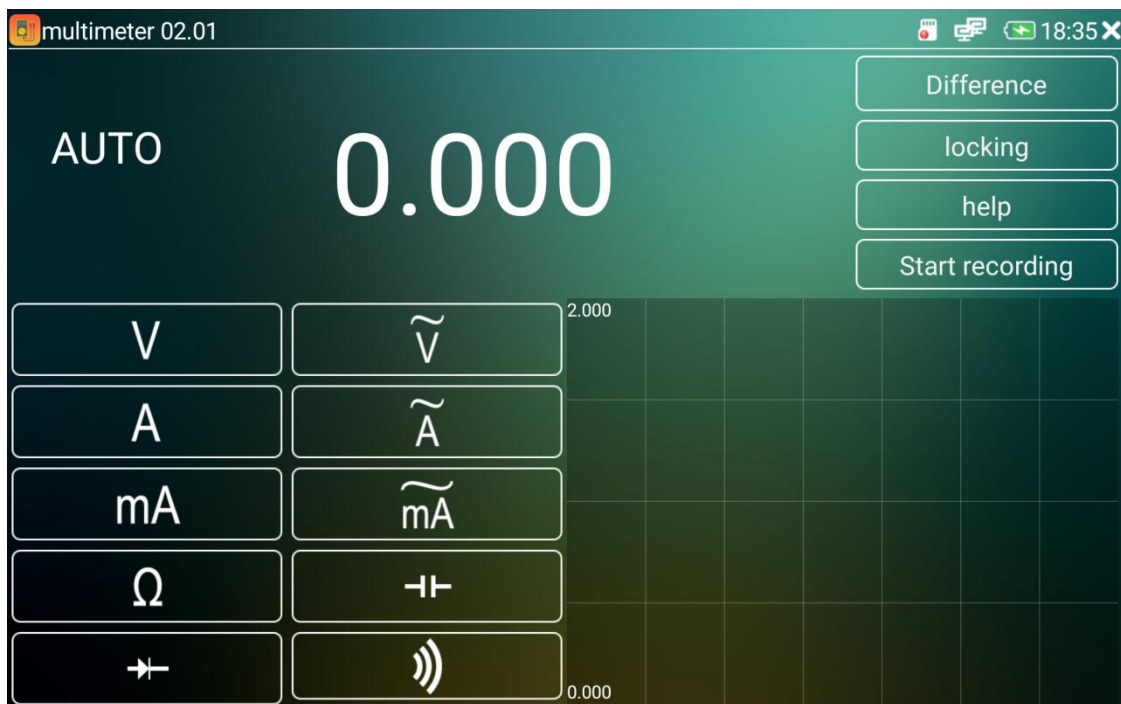 multimeter 02.01
18:35
AUTO
0.000
Difference
locking
help
Start recording
V
Ṽ
A
Ã
mA
m͠A
Ω
2.000
0.000